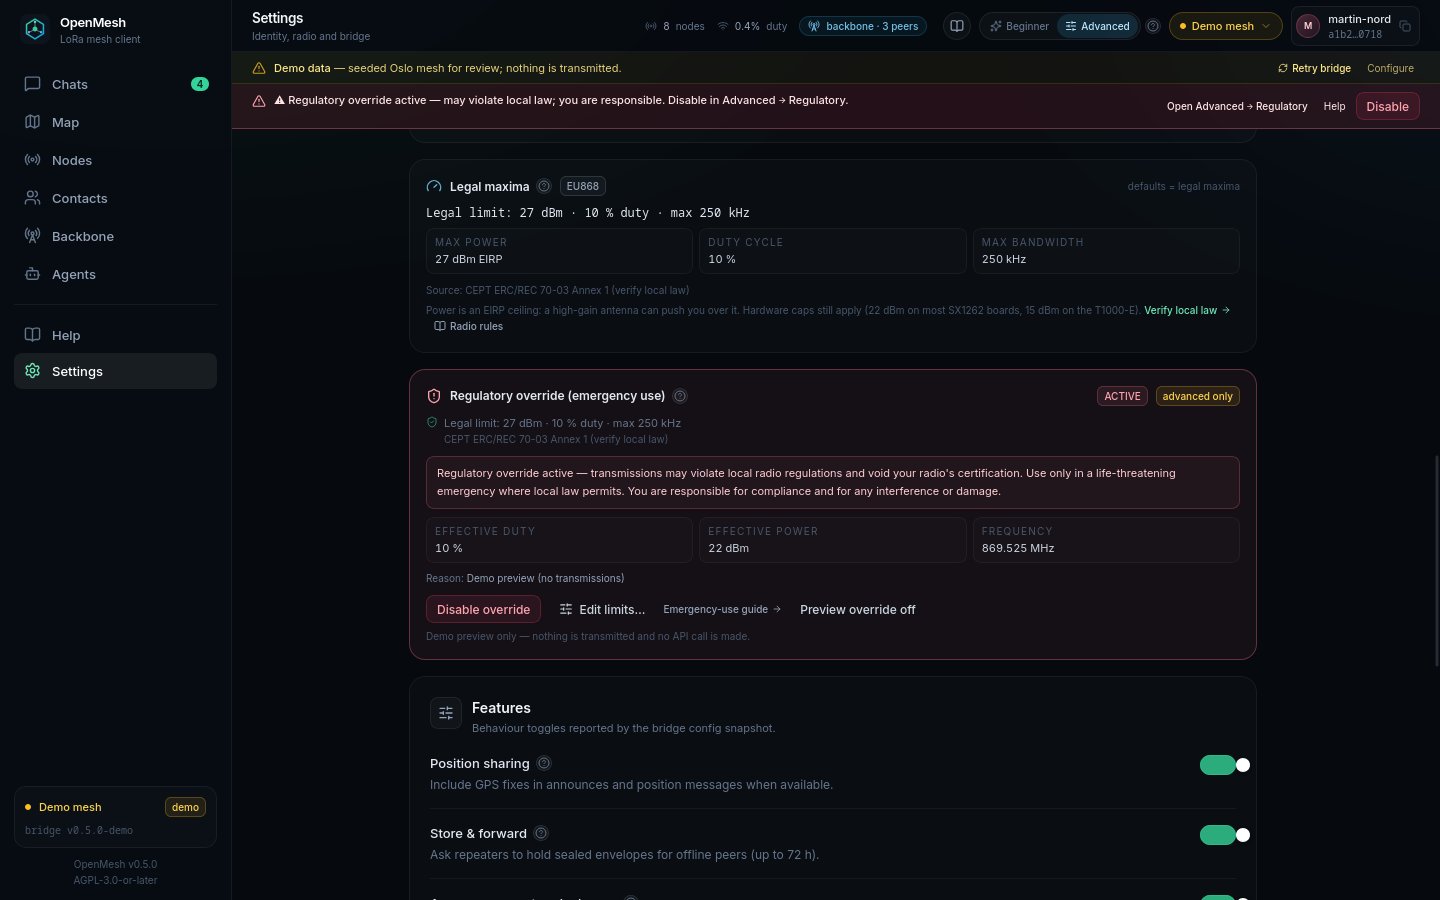 OpenMesh
LoRa mesh client
Chats
4
Map
Nodes
Contacts
Backbone
Agents
Help
Settings
Demo mesh
demo
bridge v0.5.0-demo
OpenMesh v0.5.0
AGPL-3.0-or-later
Settings
Identity, radio and bridge
8 nodes
0.4% duty
backbone · 3 peers
Beginner
Advanced
Demo mesh
M
martin-nord
a1b2…0718
Demo data — seeded Oslo mesh for review; nothing is transmitted.
Retry bridge
Configure
⚠ Regulatory override active — may violate local law; you are responsible. Disable in Advanced → Regulatory.
Open Advanced → Regulatory
Help
Disable
Legal maxima
EU868
defaults = legal maxima
Legal limit: 27 dBm · 10 % duty · max 250 kHz
MAX POWER
27 dBm EIRP
DUTY CYCLE
10 %
MAX BANDWIDTH
250 kHz
Source: CEPT ERC/REC 70-03 Annex 1 (verify local law)
Power is an EIRP ceiling: a high-gain antenna can push you over it. Hardware caps still apply (22 dBm on most SX1262 boards, 15 dBm on the T1000-E). Verify local law →
Radio rules
Regulatory override (emergency use)
ACTIVE
advanced only
Legal limit: 27 dBm · 10 % duty · max 250 kHz
CEPT ERC/REC 70-03 Annex 1 (verify local law)
Regulatory override active — transmissions may violate local radio regulations and void your radio's certification. Use only in a life-threatening
emergency where local law permits. You are responsible for compliance and for any interference or damage.
EFFECTIVE DUTY
10 %
EFFECTIVE POWER
22 dBm
FREQUENCY
869.525 MHz
Reason: Demo preview (no transmissions)
Disable override
Edit limits…
Emergency-use guide →
Preview override off
Demo preview only — nothing is transmitted and no API call is made.
Features
Behaviour toggles reported by the bridge config snapshot.
Position sharing
Include GPS fixes in announces and position messages when available.
Store & forward
Ask repeaters to hold sealed envelopes for offline peers (up to 72 h).